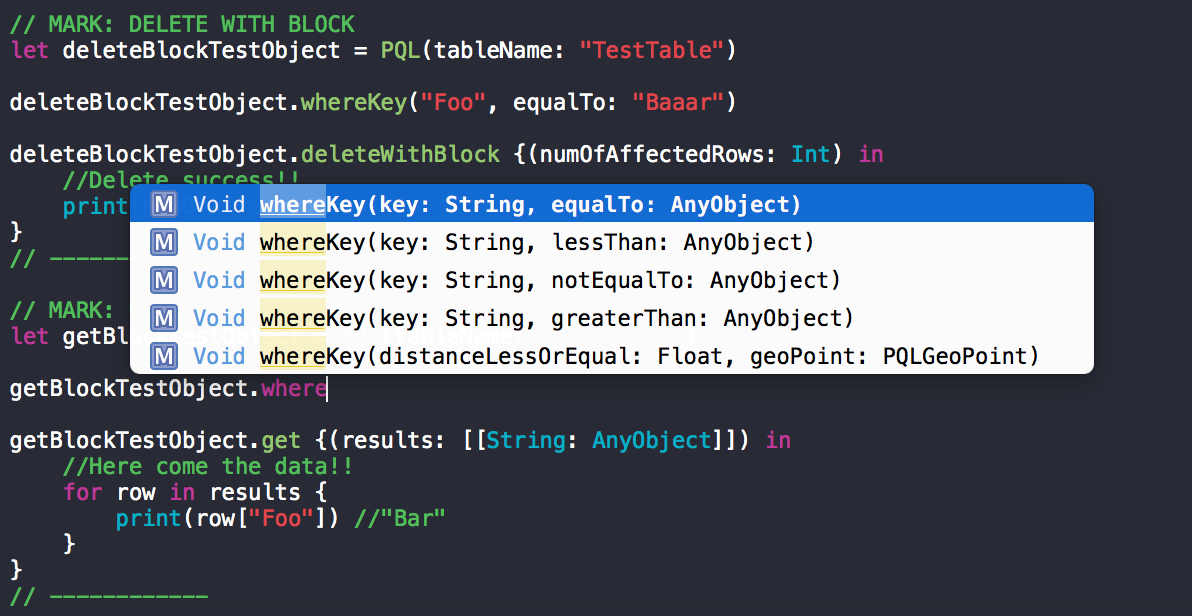 // MARK: DELETE WITH BLOCK
let deleteBlockTestObject = PQL(tableName: "TestTable")
deleteBlockTestObject.whereKey("Foo", equalTo: "Baaar")
deleteBlockTestObject.deleteWithBlock {(numOfAffectedRows: Int) in
//Delete success!!
print(
M Void whereKey(key: String, equalTo: AnyObject)
}
M Void whereKey(key: String, lessThan: AnyObject)
// ------
M Void whereKey(key: String, notEqualTo: AnyObject)
// MARK:
M Void whereKey(key: String, greaterThan: AnyObject)
let getBlo
M Void whereKey(distanceLessOrEqual: Float, geoPoint: PQLGeoPoint)
getBlockTestObject.where
getBlockTestObject.get {(results: [[String: AnyObject]]) in
//Here come the data!!
for row in results {
print(row["Foo"]) //"Bar"
}
}
// ------------